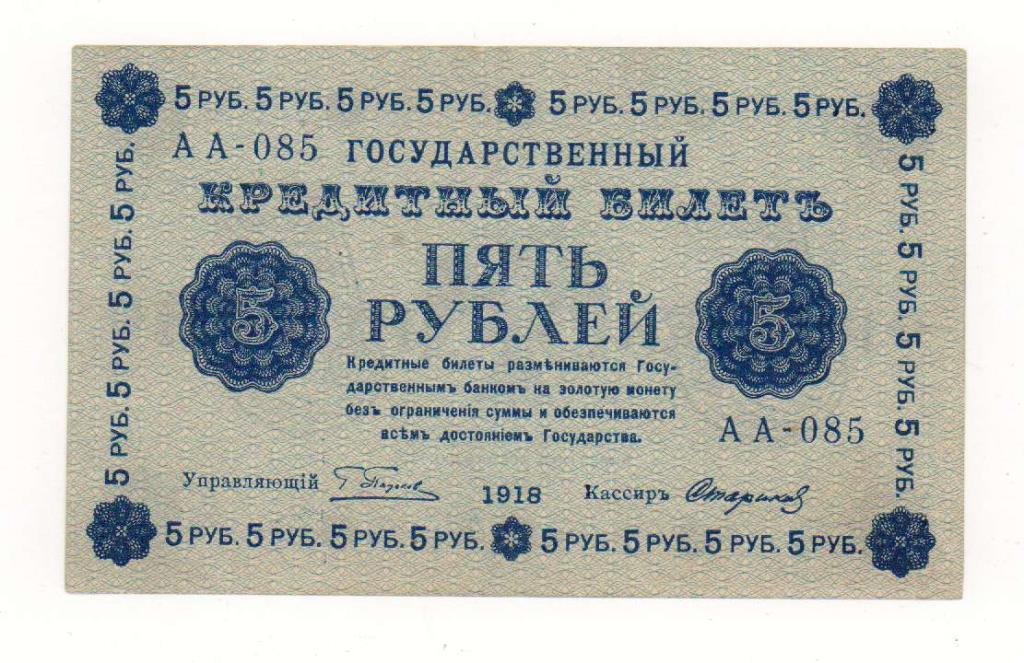 5 РУБ. 5 РУБ. 5 РУБ. 5 РУБ. 5 РУБ. 5 РУБ. 5 РУБ. 5 РУБ.
АА-085 ГОСУДАРСТВЕННЫЙ
КРЕДИТНЫЙ БИЛЕТЪ
ПЯТЬ
РУБЛЕЙ
5
5
Кредитные билеты размѣниваются Госу-
дарственнымъ банкомъ на золотую монету
безъ ограниченія суммы и обезпечиваются
всѣмъ достояніемъ Государства.
АА-085
Управляющій
1918
Кассиръ
5 РУБ. 5 РУБ. 5 РУБ. 5 РУБ.
5 РУБ. 5 РУБ. 5 РУБ. 5 РУБ.
5 РУБ. 5 РУБ. 5 РУБ. 5 РУБ. 5 РУБ. 5 РУБ. 5 РУБ. 5 РУБ.